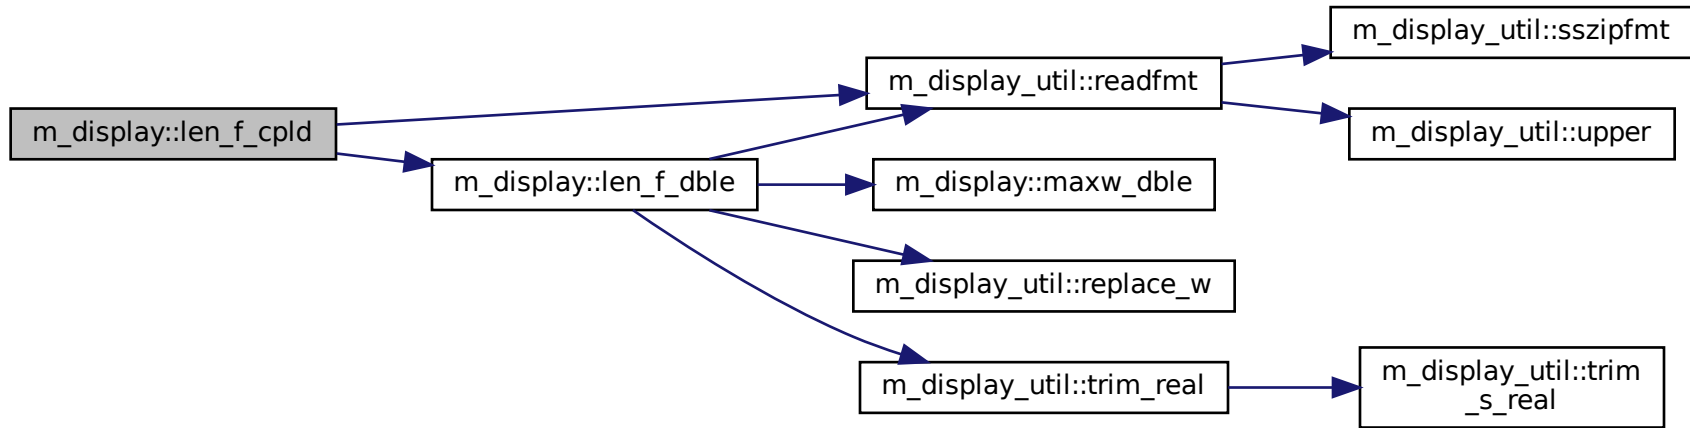 m_display_util::sszipfmt
m_display_util::readfmt
m_display::len_f_cpld
m_display_util::upper
m_display::len_f_dble
m_display::maxw_dble
m_display_util::replace_w
m_display_util::trim_real
m_display_util::trim
_s_real